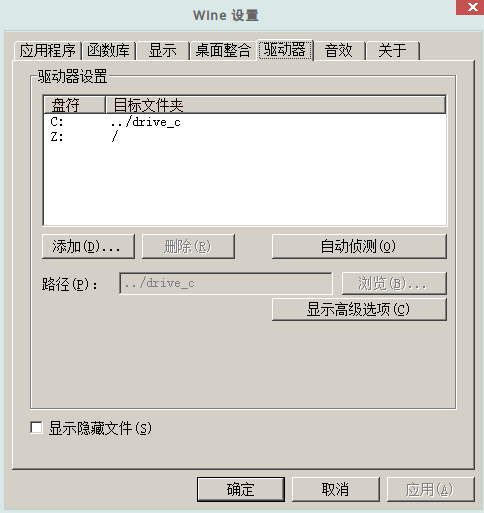 Wine 设置
应用程序 函数库 显示 桌面整合 驱动器 音效 关于
驱动器设置
盘符 目标文件夹
C: ../drive_c
Z: /
添加(D)... 删除(R) 自动侦测(O)
路径(P): ../drive_c 浏览(B)...
显示高级选项(C)
显示隐藏文件(S)
确定 取消 应用(A)